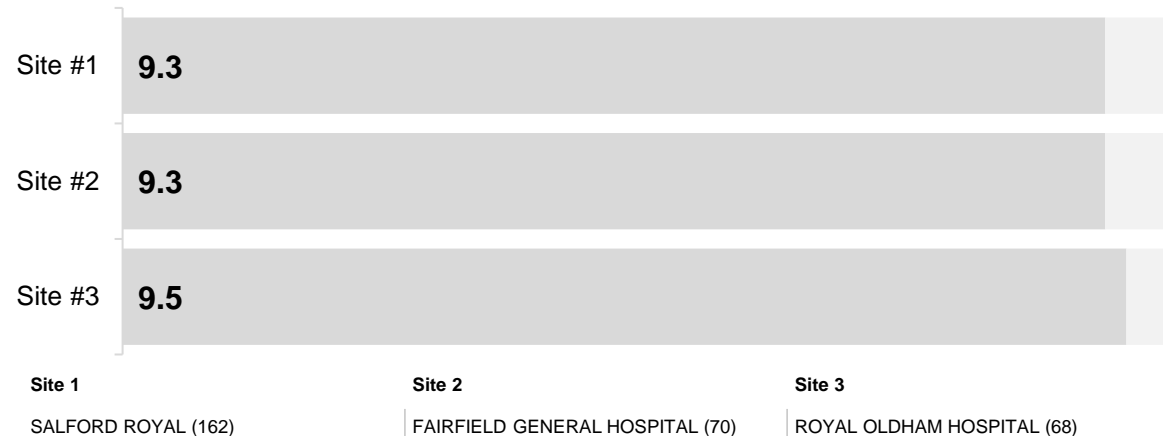 Site #1 9.3
Site #2 9.3
Site #3 9.5
Site 1 Site 2 Site 3
SALFORD ROYAL (162) FAIRFIELD GENERAL HOSPITAL (70) ROYAL OLDHAM HOSPITAL (68)